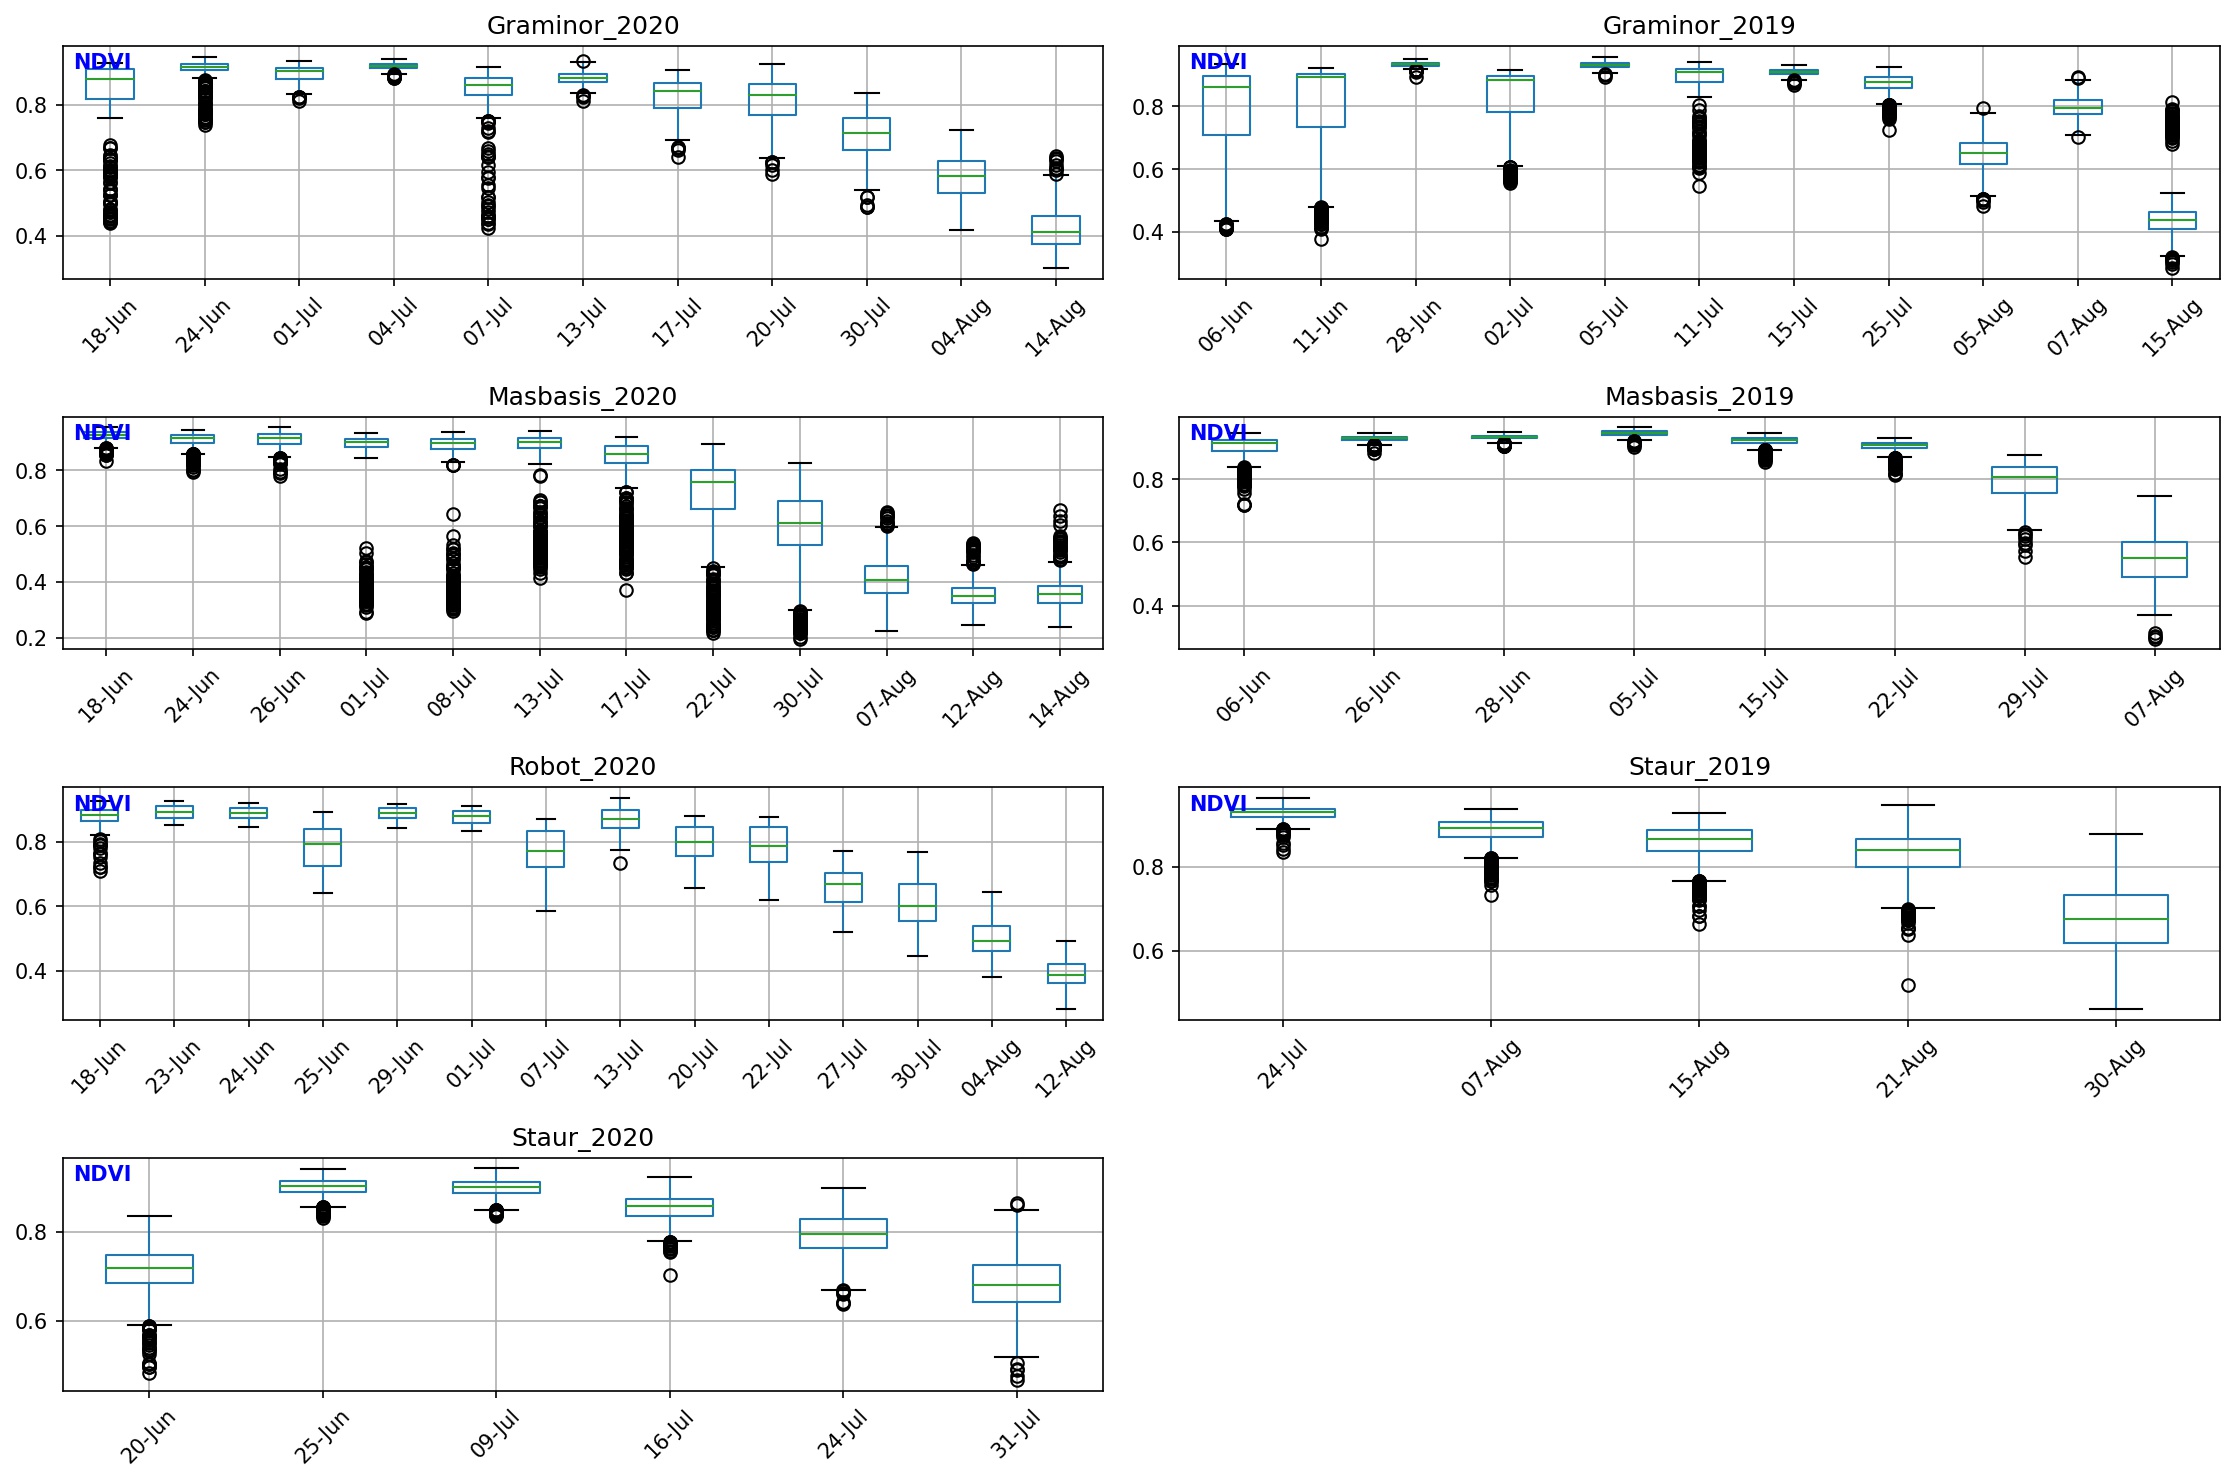 Graminor_2020
NDVI
0.8
0.6
0.4
18-Jun 24-Jun 01-Jul 04-Jul 07-Jul 13-Jul 17-Jul 20-Jul 30-Jul 04-Aug 14-Aug
Graminor_2019
NDVI
0.8
0.6
0.4
06-Jun 11-Jun 28-Jun 02-Jul 05-Jul 11-Jul 15-Jul 25-Jul 05-Aug 07-Aug 15-Aug
Masbasis_2020
NDVI
0.8
0.6
0.4
0.2
18-Jun 24-Jun 26-Jun 01-Jul 08-Jul 13-Jul 17-Jul 22-Jul 30-Jul 07-Aug 12-Aug 14-Aug
Masbasis_2019
NDVI
0.8
0.6
0.4
06-Jun 26-Jun 28-Jun 05-Jul 15-Jul 22-Jul 29-Jul 07-Aug
Robot_2020
NDVI
0.8
0.6
0.4
18-Jun 23-Jun 24-Jun 25-Jun 29-Jun 01-Jul 07-Jul 13-Jul 20-Jul 22-Jul 27-Jul 30-Jul 04-Aug 12-Aug
Staur_2019
NDVI
0.8
0.6
24-Jul 07-Aug 15-Aug 21-Aug 30-Aug
Staur_2020
NDVI
0.8
0.6
20-Jun 25-Jun 09-Jul 16-Jul 24-Jul 31-Jul